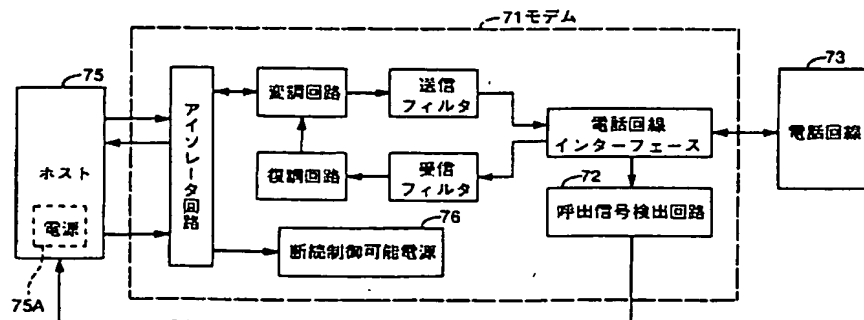 71モデム
75
ホスト
電源
75A
アイソレータ回路
変調回路
送信
フィルタ
復調回路
受信
フィルタ
電話回線
インターフェース
73
電話回線
72
呼出信号検出回路
76
断続制御可能電源